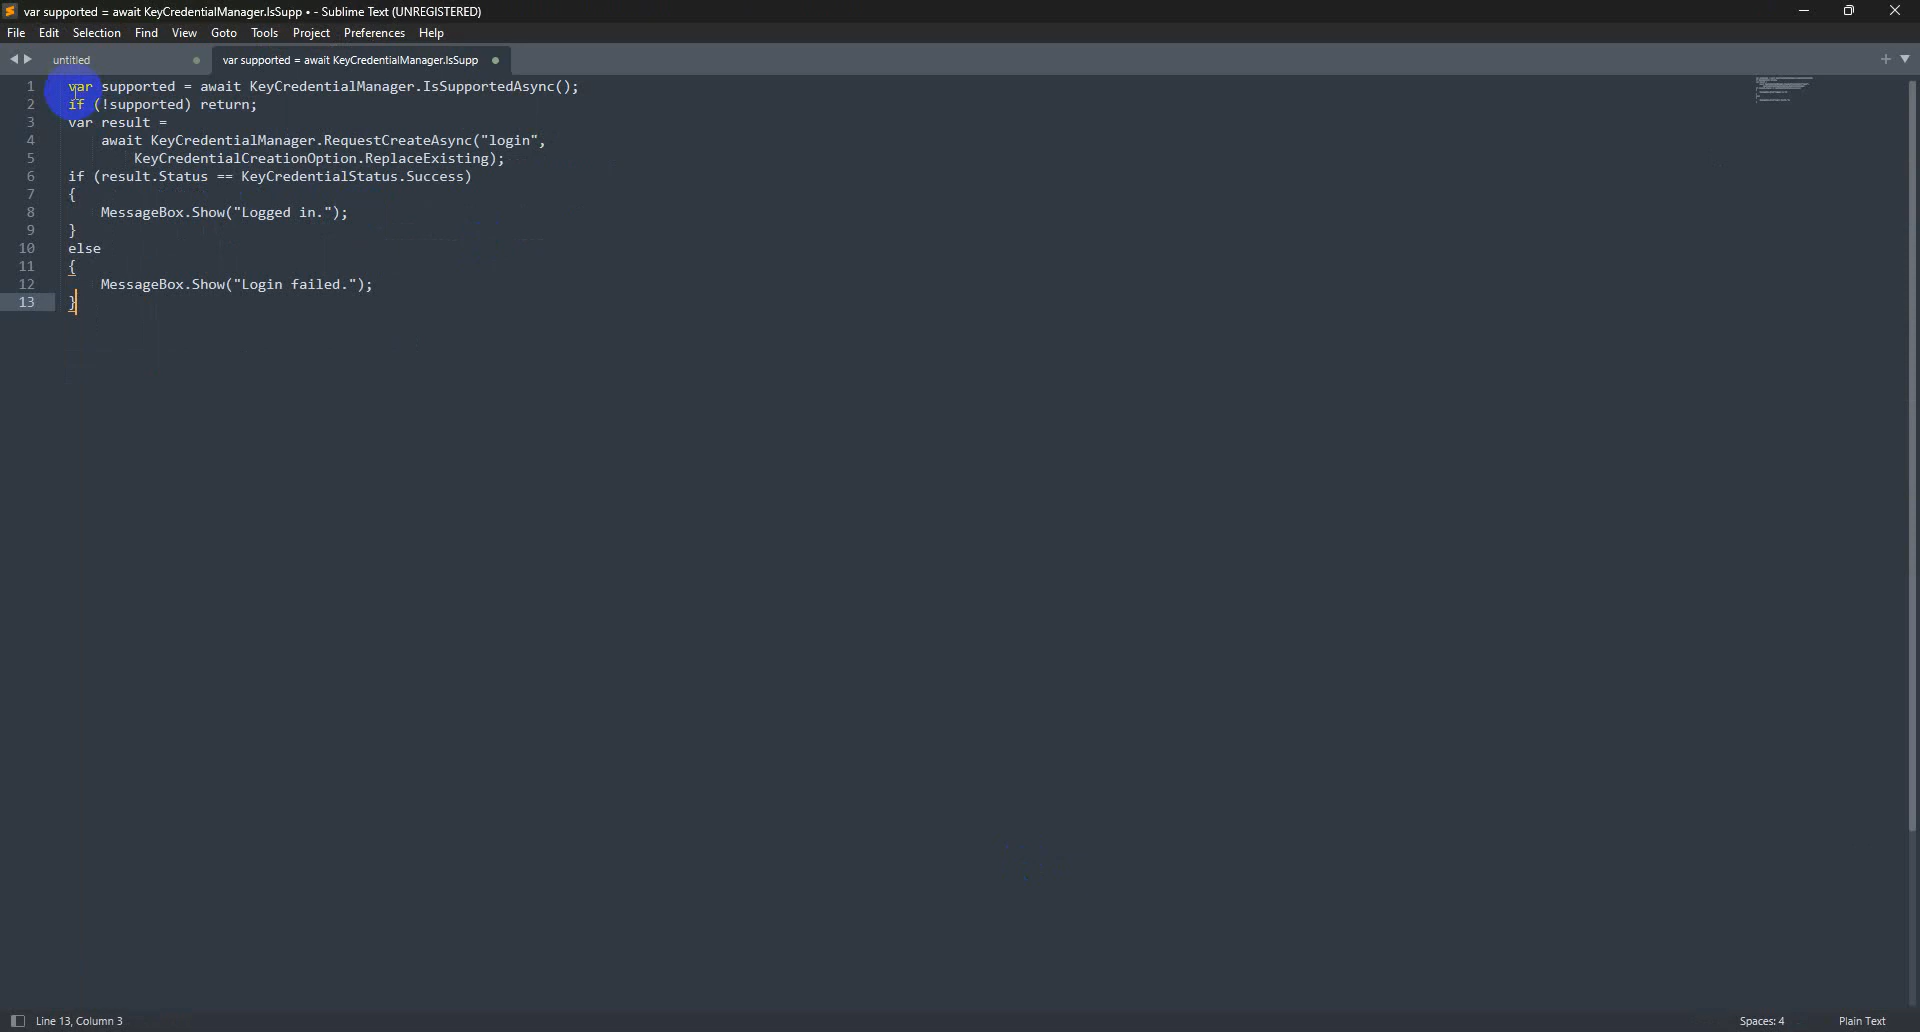 var supported = await KeyCredentialManager.IsSupp • - Sublime Text (UNREGISTERED)
File Edit Selection Find View Goto Tools Project Preferences Help
untitled
var supported = await KeyCredentialManager.IsSupp
1 var supported = await KeyCredentialManager.IsSupportedAsync();
2 if (!supported) return;
3 var result =
4 await KeyCredentialManager.RequestCreateAsync("login",
5 KeyCredentialCreationOption.ReplaceExisting);
6 if (result.Status == KeyCredentialStatus.Success)
7 {
8 MessageBox.Show("Logged in.");
9 }
10 else
11 {
12 MessageBox.Show("Login failed.");
13 }
Line 13, Column 3
Spaces: 4
Plain Text